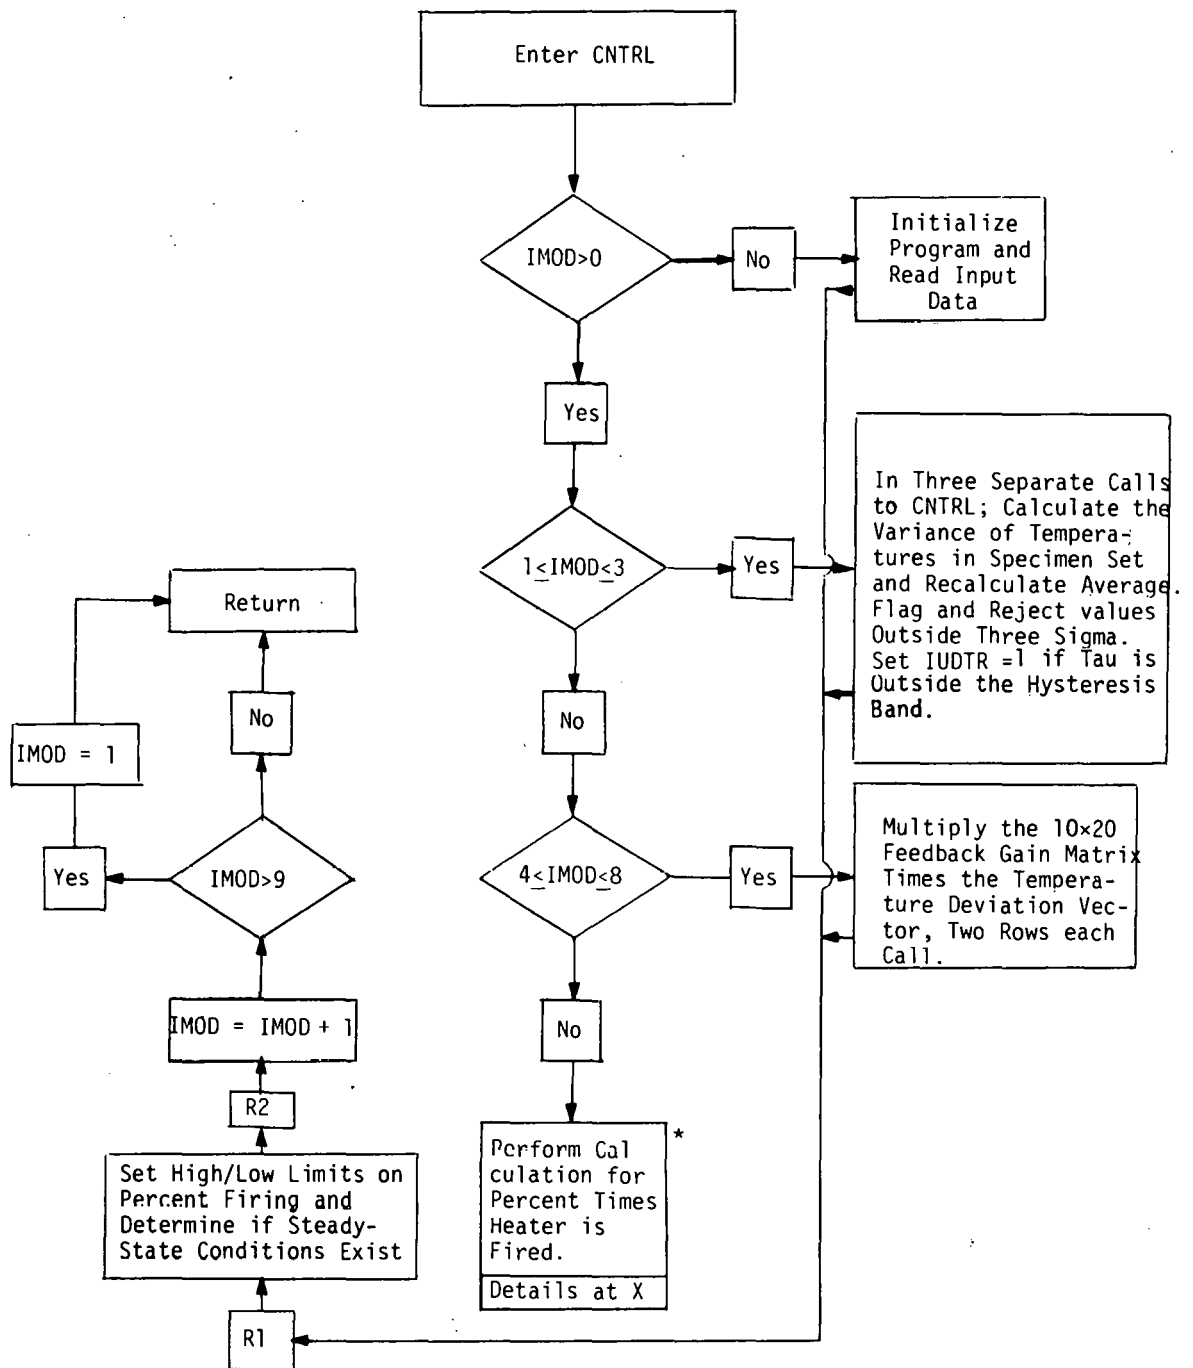 Enter CNTRL
IMOD>0
No
Initialize
Program and
Read Input
Data
Yes
1≤IMOD≤3
Yes
In Three Separate Calls
to CNTRL; Calculate the
Variance of Tempera-
tures in Specimen Set
and Recalculate Average.
Flag and Reject values
Outside Three Sigma.
Set IUDTR =1 if Tau is
Outside the Hysteresis
Band.
No
4≤IMOD≤8
Yes
Multiply the 10×20
Feedback Gain Matrix
Times the Tempera-
ture Deviation Vec-
tor, Two Rows each
Call.
No
Perform Cal
culation for
Percent Times
Heater is
Fired.
Details at X
*
Return
No
IMOD = 1
Yes
IMOD>9
IMOD = IMOD + 1
R2
Set High/Low Limits on
Percent Firing and
Determine if Steady-
State Conditions Exist
R1